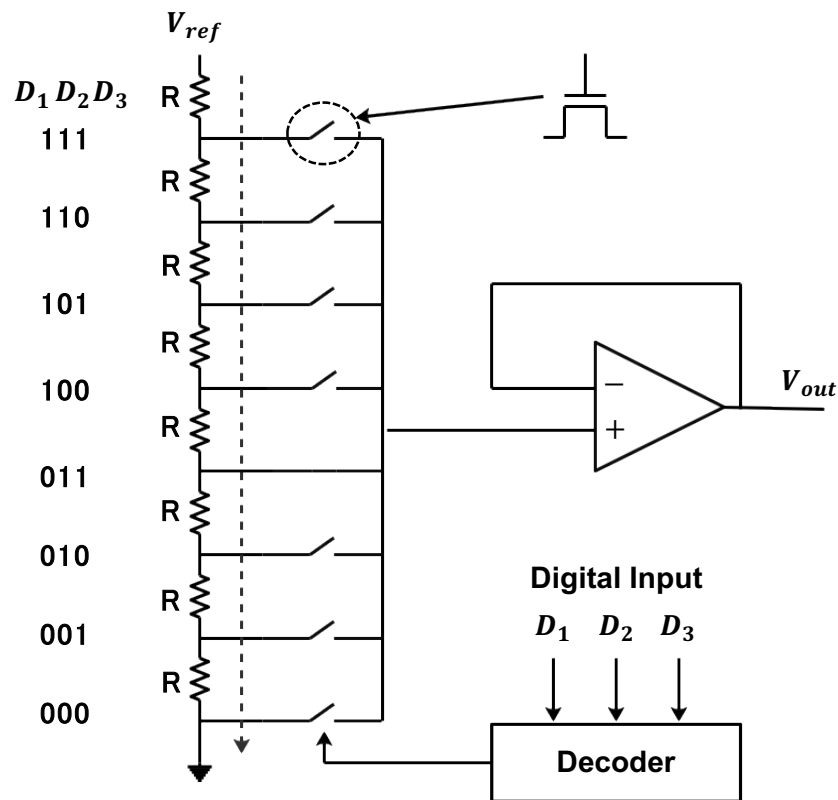 V_ref
D_1 D_2 D_3
R
111
R
110
R
101
R
100
R
011
R
010
R
001
R
000
−
+
V_out
Digital Input
D_1 D_2 D_3
Decoder